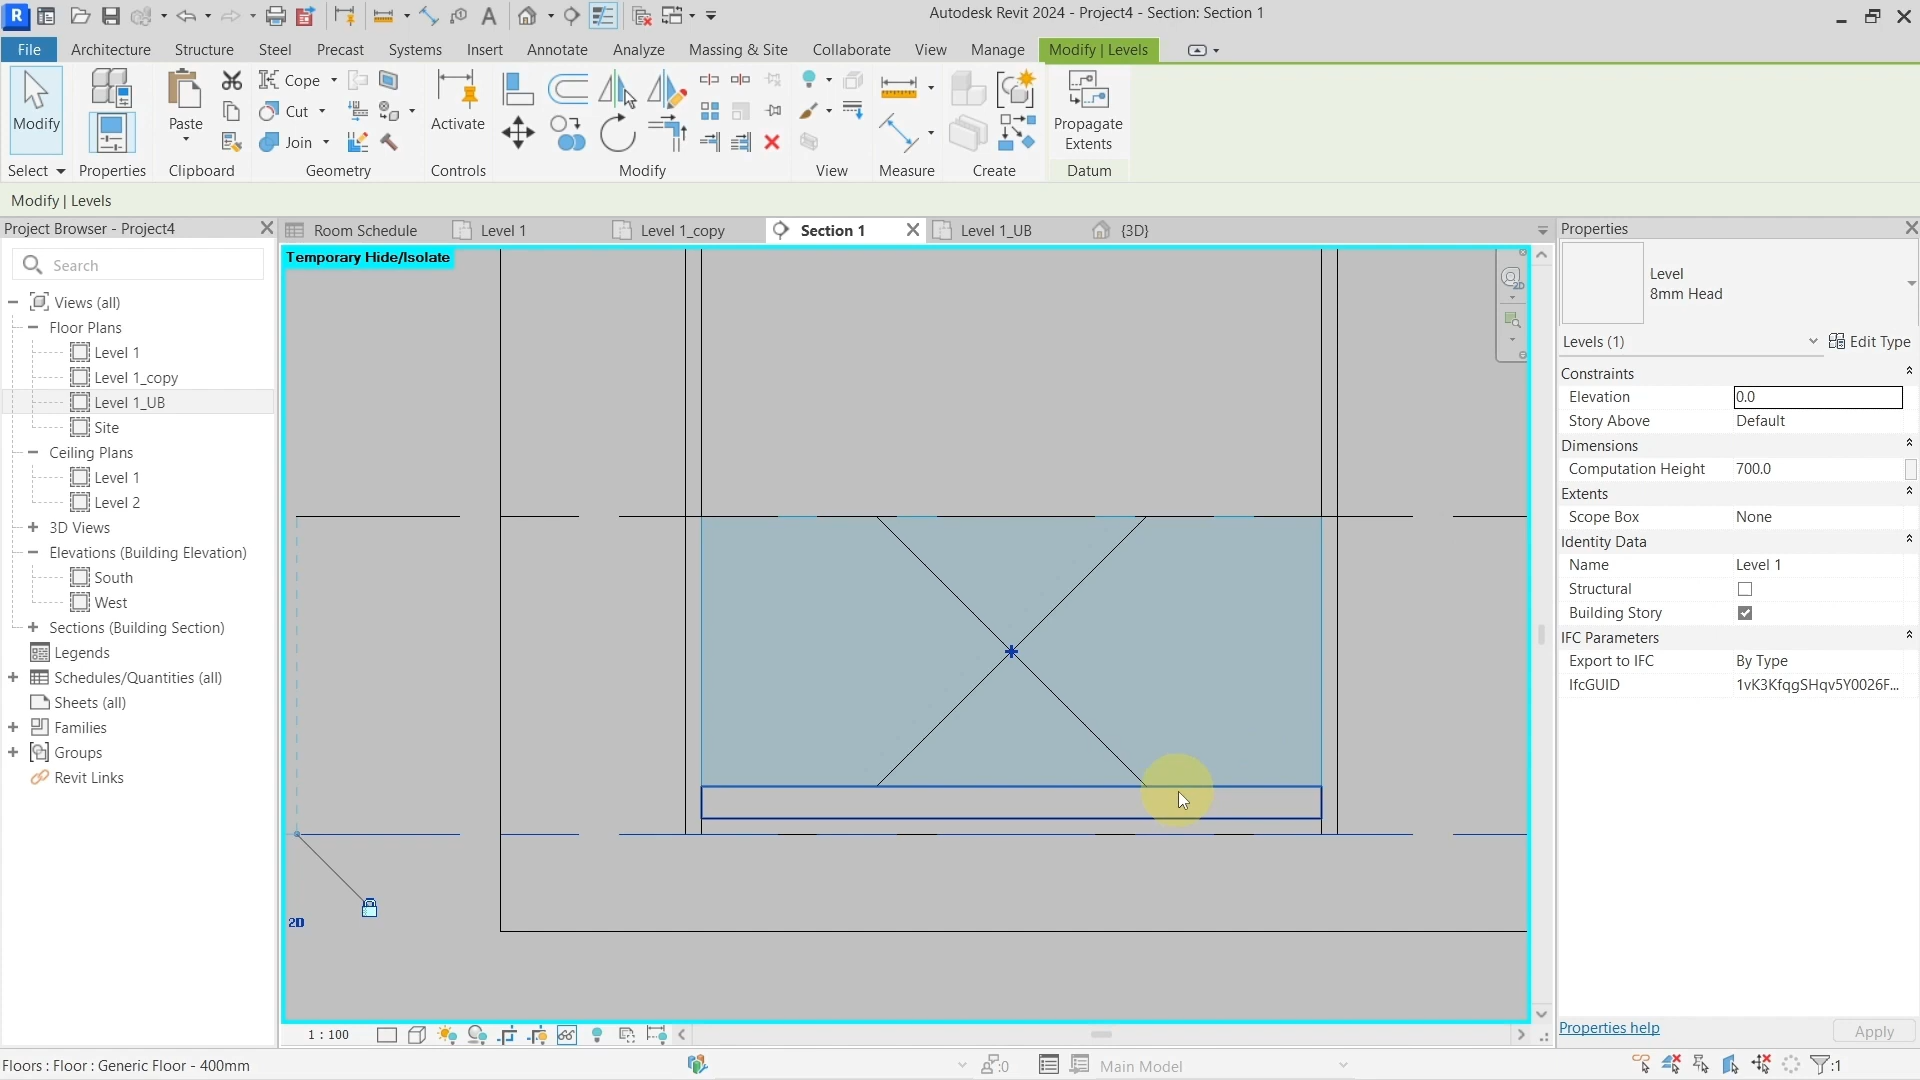 Autodesk Revit 2024 - Project4 - Section: Section 1
File Architecture Structure Steel Precast Systems Insert Annotate Analyze Massing & Site Collaborate View Manage Modify | Levels
Modify Cope Cut Join Paste Activate Propagate Extents
Select Properties Clipboard Geometry Controls Modify View Measure Create Datum
Modify | Levels
Project Browser - Project4
Search
Views (all)
Floor Plans
Level 1
Level 1_copy
Level 1_UB
Site
Ceiling Plans
Level 1
Level 2
3D Views
Elevations (Building Elevation)
South
West
Sections (Building Section)
Legends
Schedules/Quantities (all)
Sheets (all)
Families
Groups
Revit Links
Room Schedule Level 1 Level 1_copy Section 1 Level 1_UB {3D}
Temporary Hide/Isolate
2D
2D
1 : 100
Properties
Level
8mm Head
Levels (1) Edit Type
Constraints
Elevation 0.0
Story Above Default
Dimensions
Computation Height 700.0
Extents
Scope Box None
Identity Data
Name Level 1
Structural
Building Story
IFC Parameters
Export to IFC By Type
IfcGUID 1vK3KfqgSHqv5Y0026F...
Properties help Apply
Floors : Floor : Generic Floor - 400mm :0 Main Model :1